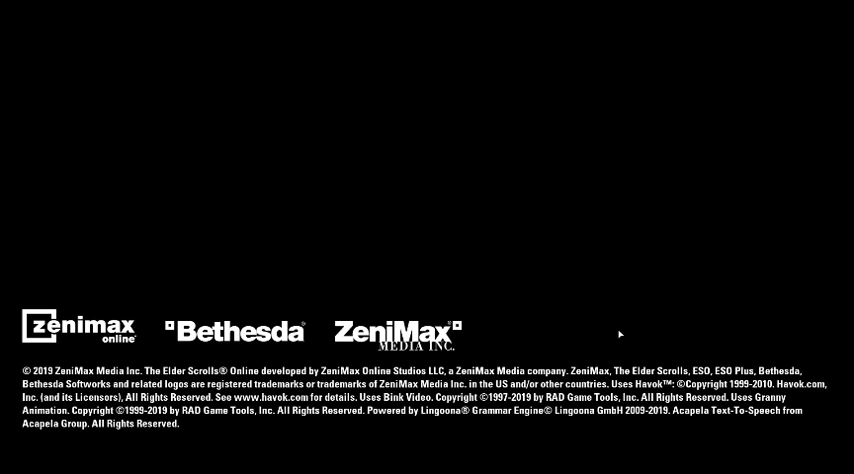 zenimax online Bethesda® ZeniMax® MEDIA INC.
© 2019 ZeniMax Media Inc. The Elder Scrolls® Online developed by ZeniMax Online Studios LLC, a ZeniMax Media company. ZeniMax, The Elder Scrolls, ESO, ESO Plus, Bethesda,
Bethesda Softworks and related logos are registered trademarks or trademarks of ZeniMax Media Inc. in the US and/or other countries. Uses Havok™: ©Copyright 1999-2010. Havok.com,
Inc. (and its Licensors), All Rights Reserved. See www.havok.com for details. Uses Bink Video. Copyright ©1997-2019 by RAD Game Tools, Inc. All Rights Reserved. Uses Granny
Animation. Copyright ©1999-2019 by RAD Game Tools, Inc. All Rights Reserved. Powered by Lingoona® Grammar Engine© Lingoona GmbH 2009-2019. Acapela Text-To-Speech from
Acapela Group. All Rights Reserved.